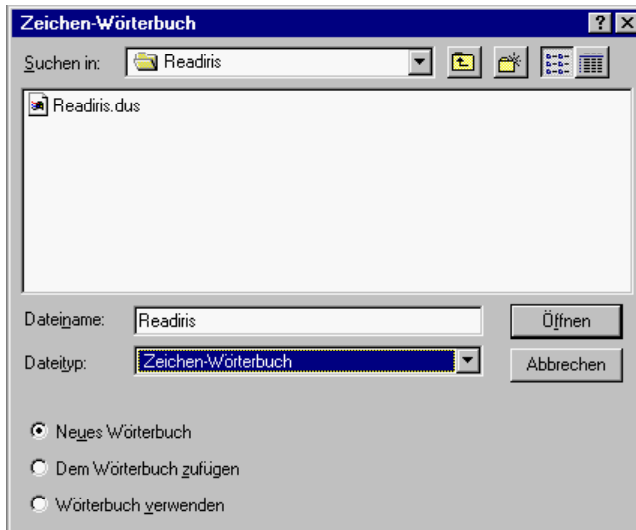 Zeichen-Wörterbuch
Suchen in: Readiris
Readiris.dus
Dateiname: Readiris Öffnen
Dateityp: Zeichen-Wörterbuch Abbrechen
Neues Wörterbuch
Dem Wörterbuch zufügen
Wörterbuch verwenden